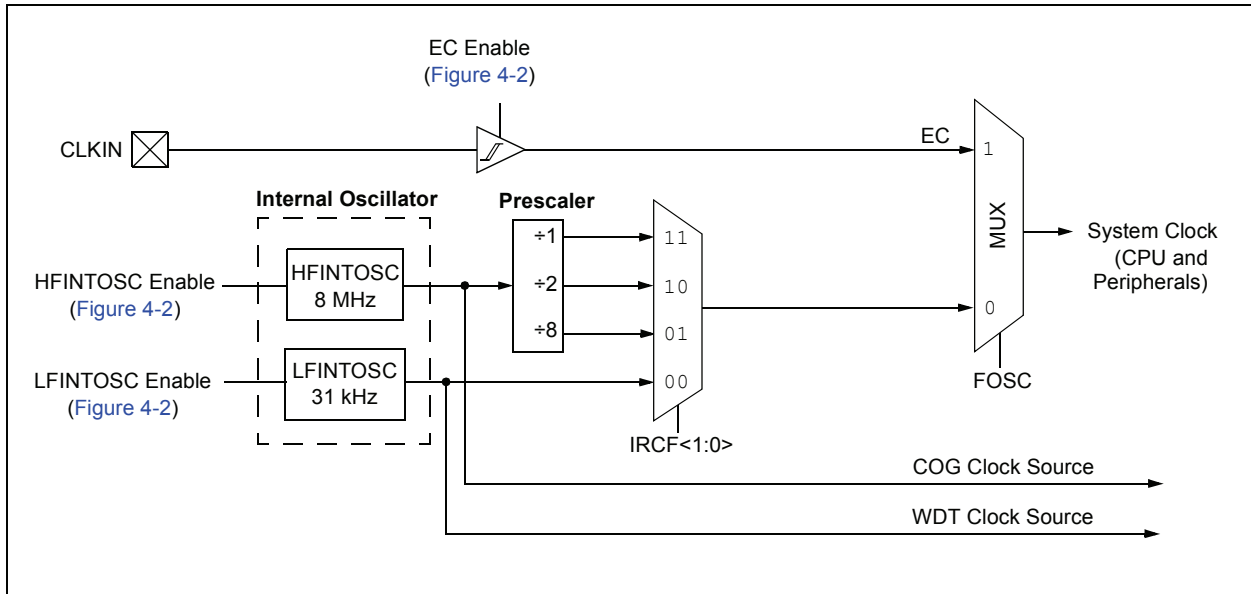 EC Enable
(Figure 4-2)
CLKIN
EC
1
MUX
System Clock
(CPU and
Peripherals)
0
FOSC
Internal Oscillator
Prescaler
HFINTOSC Enable
(Figure 4-2)
HFINTOSC
8 MHz
÷1
÷2
÷8
11
10
01
00
LFINTOSC Enable
(Figure 4-2)
LFINTOSC
31 kHz
IRCF<1:0>
COG Clock Source
WDT Clock Source